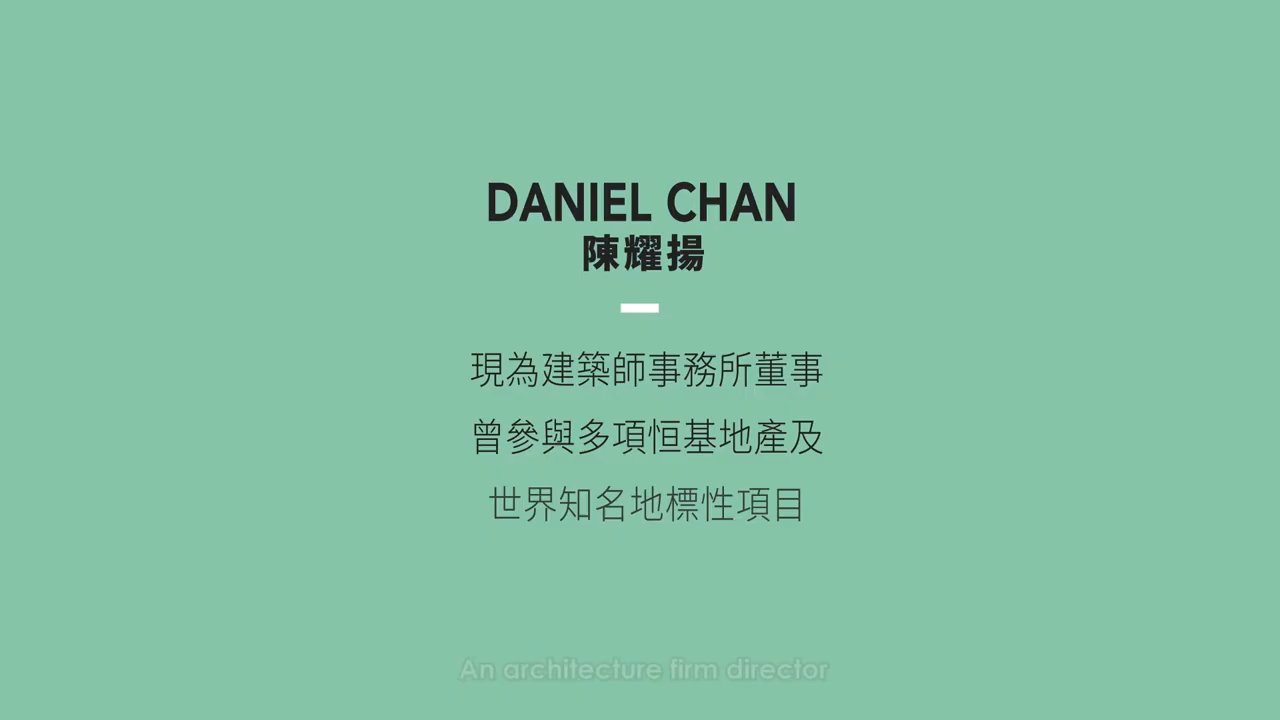 DANIEL CHAN
陳耀揚
現為建築師事務所董事
曾參與多項恒基地產及
世界知名地標性項目
An architecture firm director